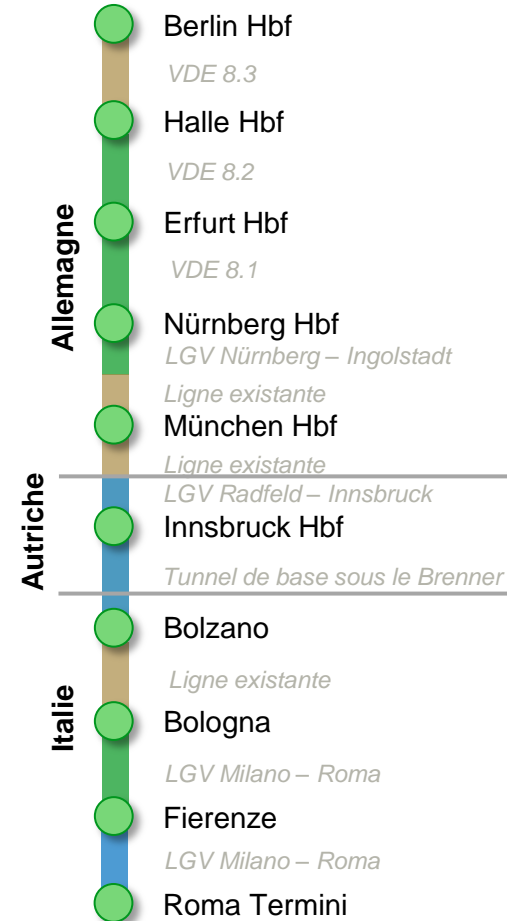 Berlin Hbf
VDE 8.3
Halle Hbf
VDE 8.2
Allemagne
Erfurt Hbf
VDE 8.1
Nürnberg Hbf
LGV Nürnberg – Ingolstadt
Ligne existante
München Hbf
Ligne existante
Autriche
LGV Radfeld – Innsbruck
Innsbruck Hbf
Tunnel de base sous le Brenner
Bolzano
Italie
Ligne existante
Bologna
LGV Milano – Roma
Fierenze
LGV Milano – Roma
Roma Termini